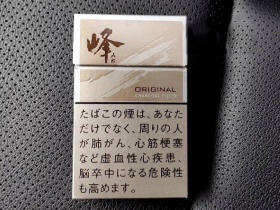 峰
ORIGINAL
たばこの煙は、あなた
だけでなく、周りの人
が肺がん、心筋梗塞
など虚血性心疾患、
脳卒中になる危険性
も高めます。